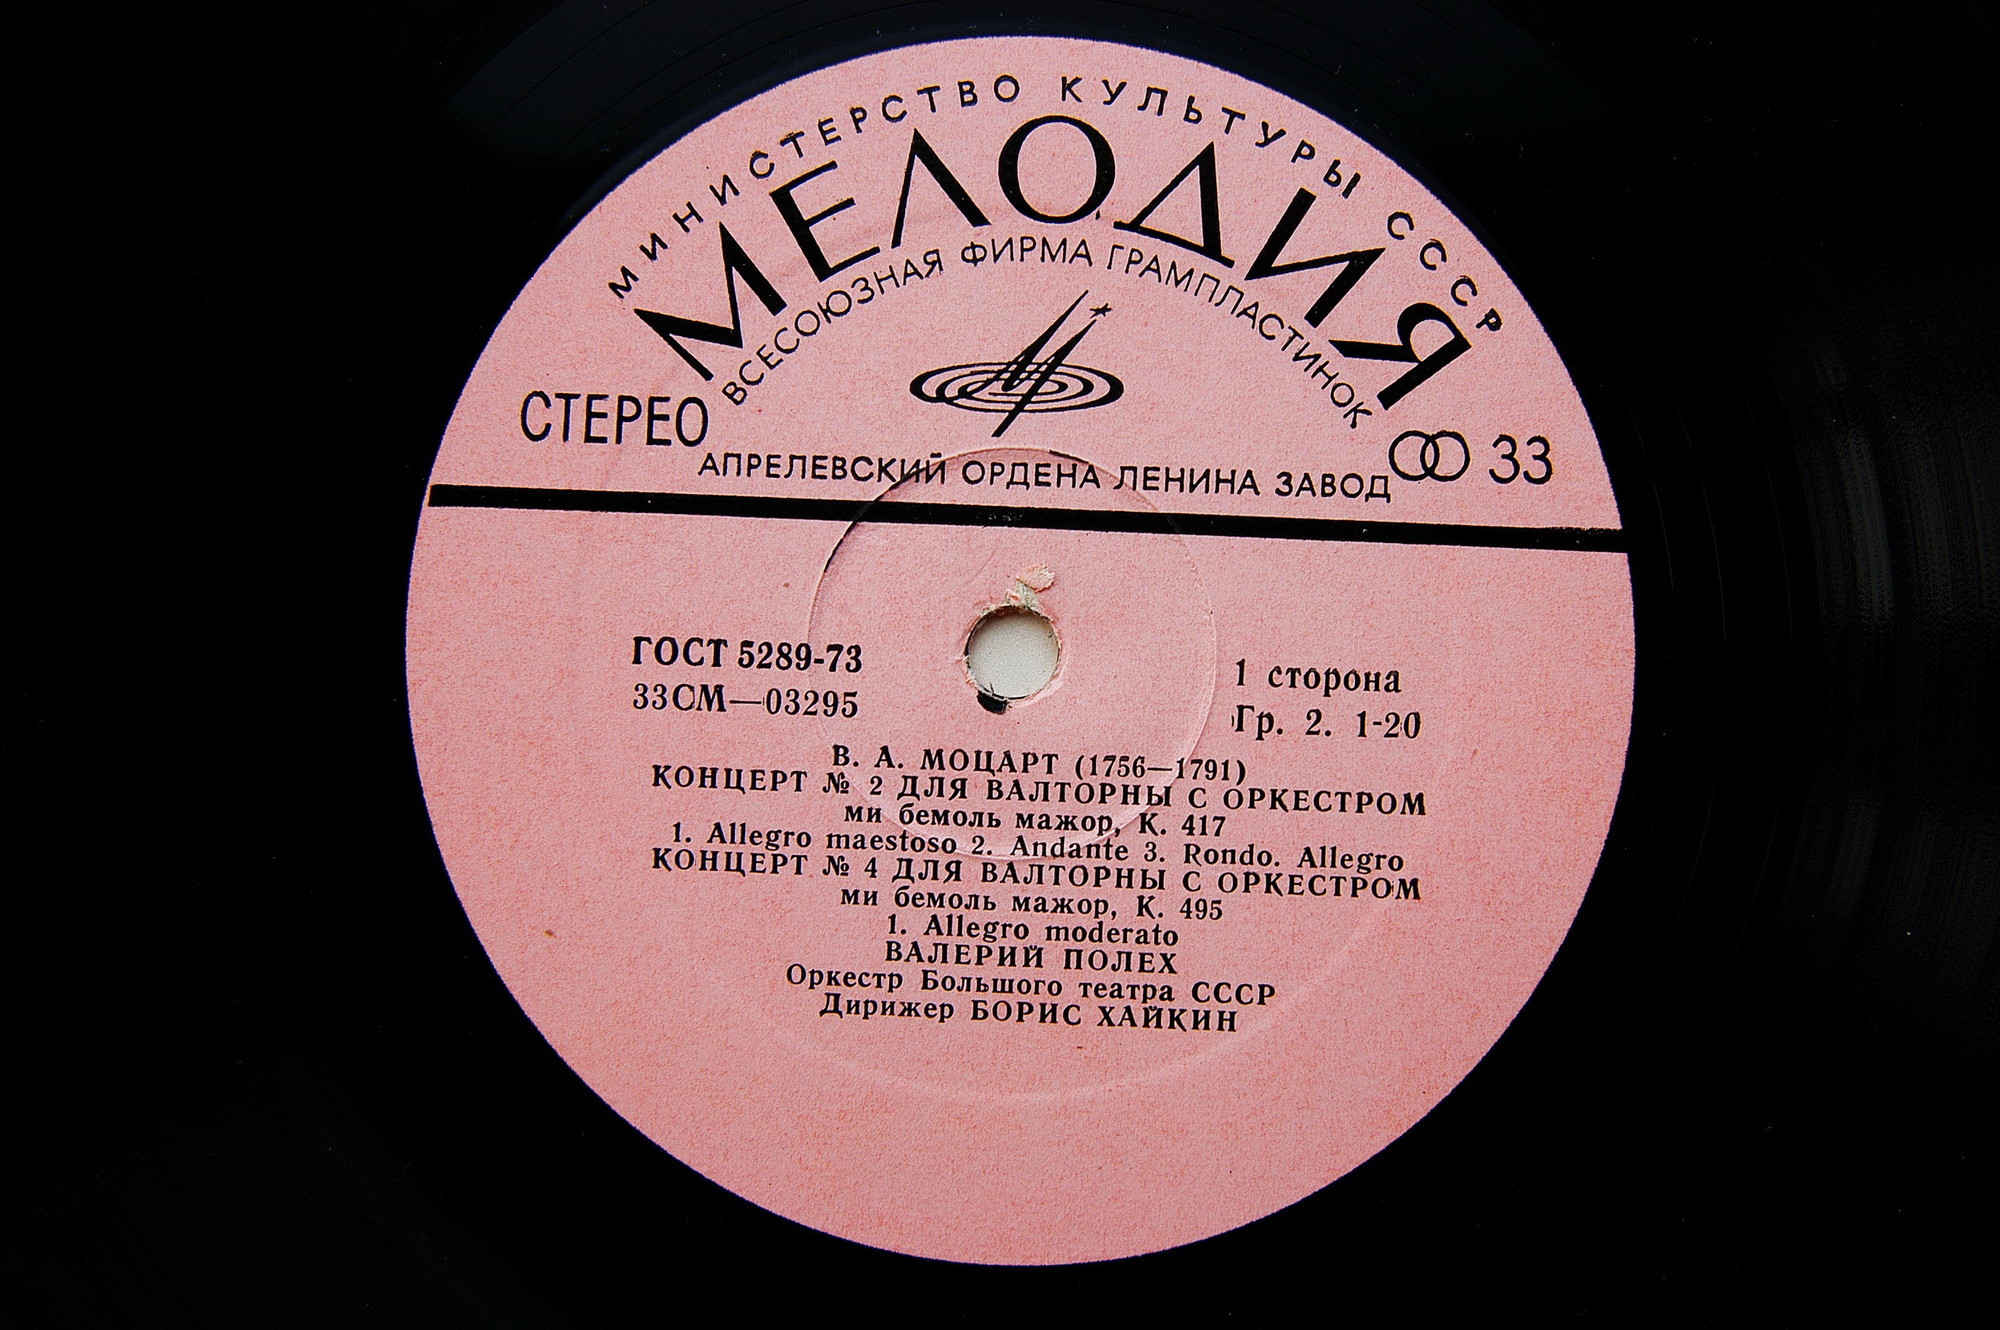 МИНИСТЕРСТВО КУЛЬТУРЫ СССР
МЕЛОДИЯ
ВСЕСОЮЗНАЯ ФИРМА ГРАМПЛАСТИНОК
СТЕРЕО
33
АПРЕЛЕВСКИЙ ОРДЕНА ЛЕНИНА ЗАВОД
ГОСТ 5289-73
33СМ—03295
1 сторона
Гр. 2. 1-20
В. А. МОЦАРТ (1756—1791)
КОНЦЕРТ № 2 ДЛЯ ВАЛТОРНЫ С ОРКЕСТРОМ
ми бемоль мажор, К. 417
1. Allegro maestoso 2. Andante 3. Rondo. Allegro
КОНЦЕРТ № 4 ДЛЯ ВАЛТОРНЫ С ОРКЕСТРОМ
ми бемоль мажор, К. 495
1. Allegro moderato
ВАЛЕРИЙ ПОЛЕХ
Оркестр Большого театра СССР
Дирижер БОРИС ХАЙКИН